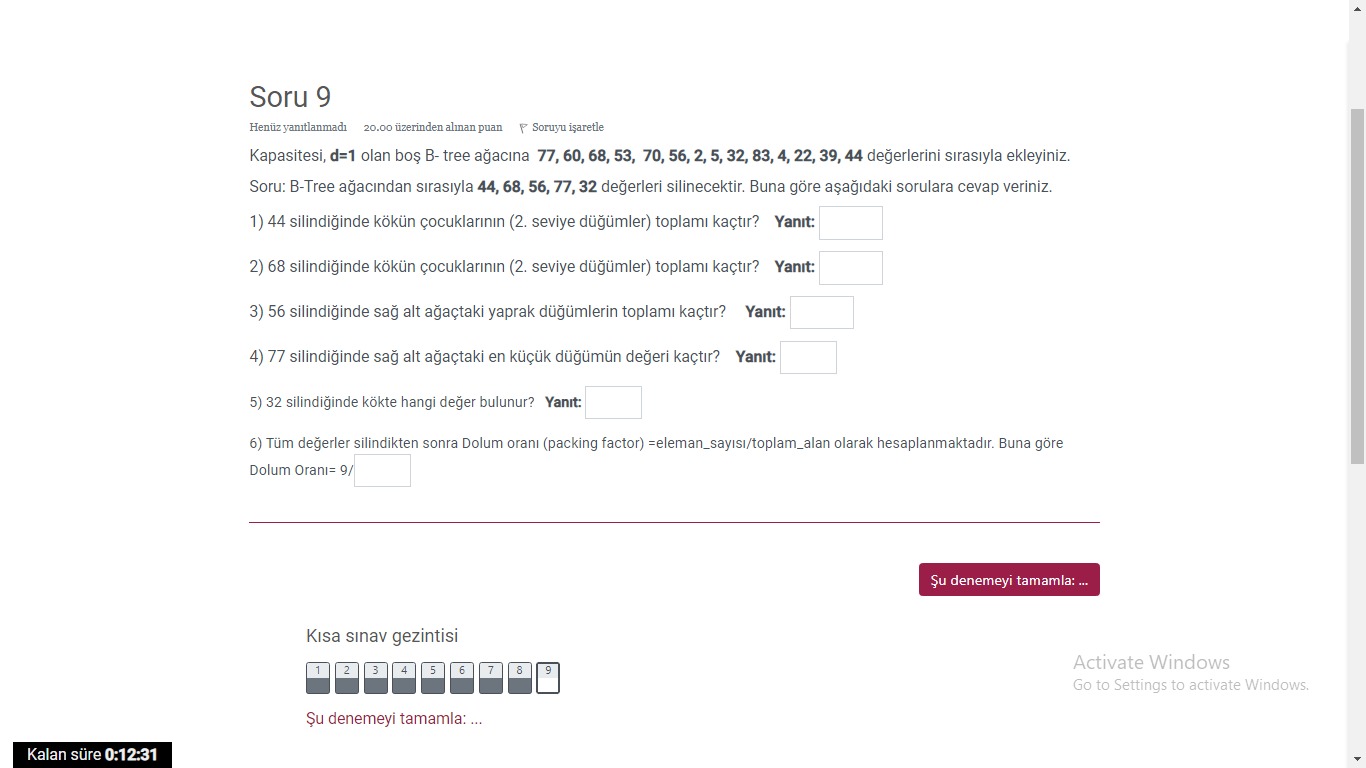 Soru 9
Henüz yanıtlanmadı 20.00 üzerinden alınan puan Soruyu işaretle
Kapasitesi, d=1 olan boş B- tree ağacına 77, 60, 68, 53, 70, 56, 2, 5, 32, 83, 4, 22, 39, 44 değerlerini sırasıyla ekleyiniz.
Soru: B-Tree ağacından sırasıyla 44, 68, 56, 77, 32 değerleri silinecektir. Buna göre aşağıdaki sorulara cevap veriniz.
1) 44 silindiğinde kökün çocuklarının (2. seviye düğümler) toplamı kaçtır? Yanıt:
2) 68 silindiğinde kökün çocuklarının (2. seviye düğümler) toplamı kaçtır? Yanıt:
3) 56 silindiğinde sağ alt ağaçtaki yaprak düğümlerin toplamı kaçtır? Yanıt:
4) 77 silindiğinde sağ alt ağaçtaki en küçük düğümün değeri kaçtır? Yanıt:
5) 32 silindiğinde kökte hangi değer bulunur? Yanıt:
6) Tüm değerler silindikten sonra Dolum oranı (packing factor) =eleman_sayısı/toplam_alan olarak hesaplanmaktadır. Buna göre
Dolum Oranı= 9/
Şu denemeyi tamamla: ...
Kısa sınav gezintisi
1 2 3 4 5 6 7 8 9
Şu denemeyi tamamla: ...
Activate Windows
Go to Settings to activate Windows.
Kalan süre 0:12:31